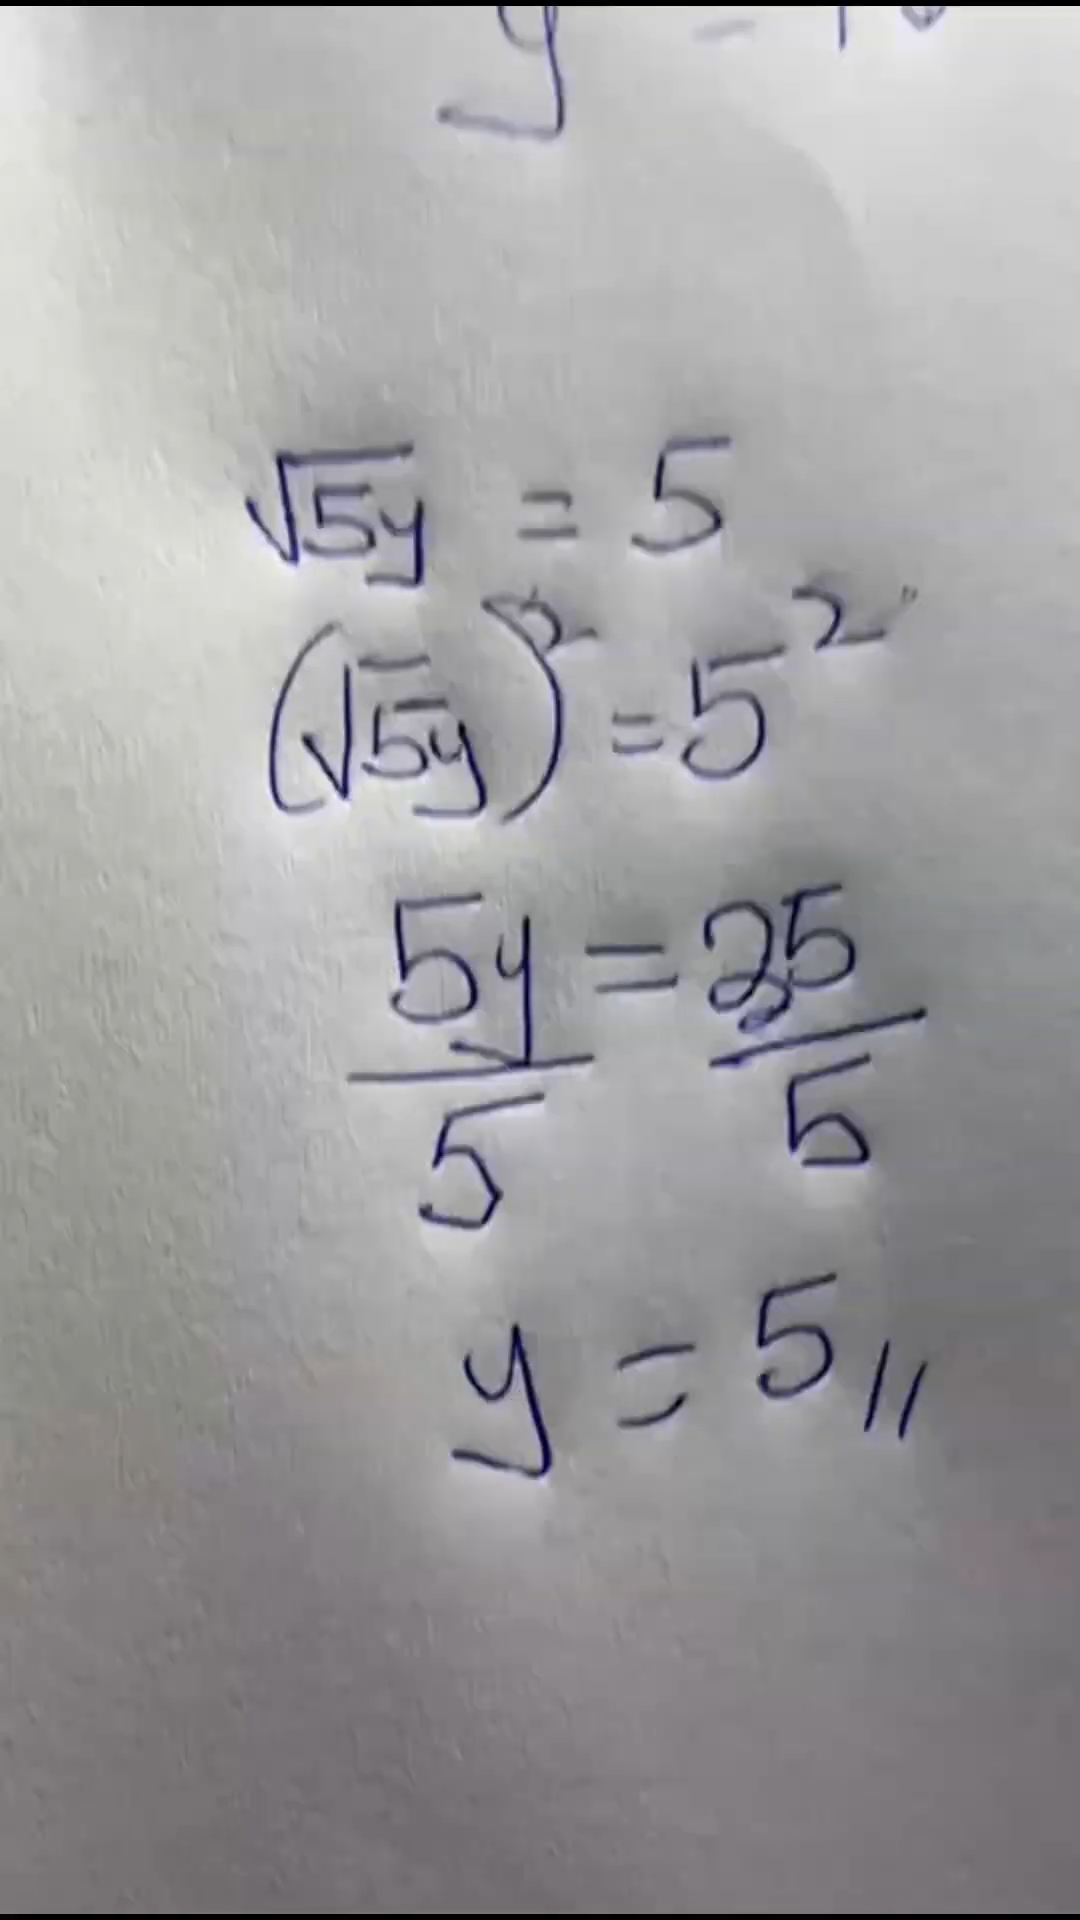 y =
√5y = 5
(√5y)² = 5²
5y/5 = 25/5
y = 5 //